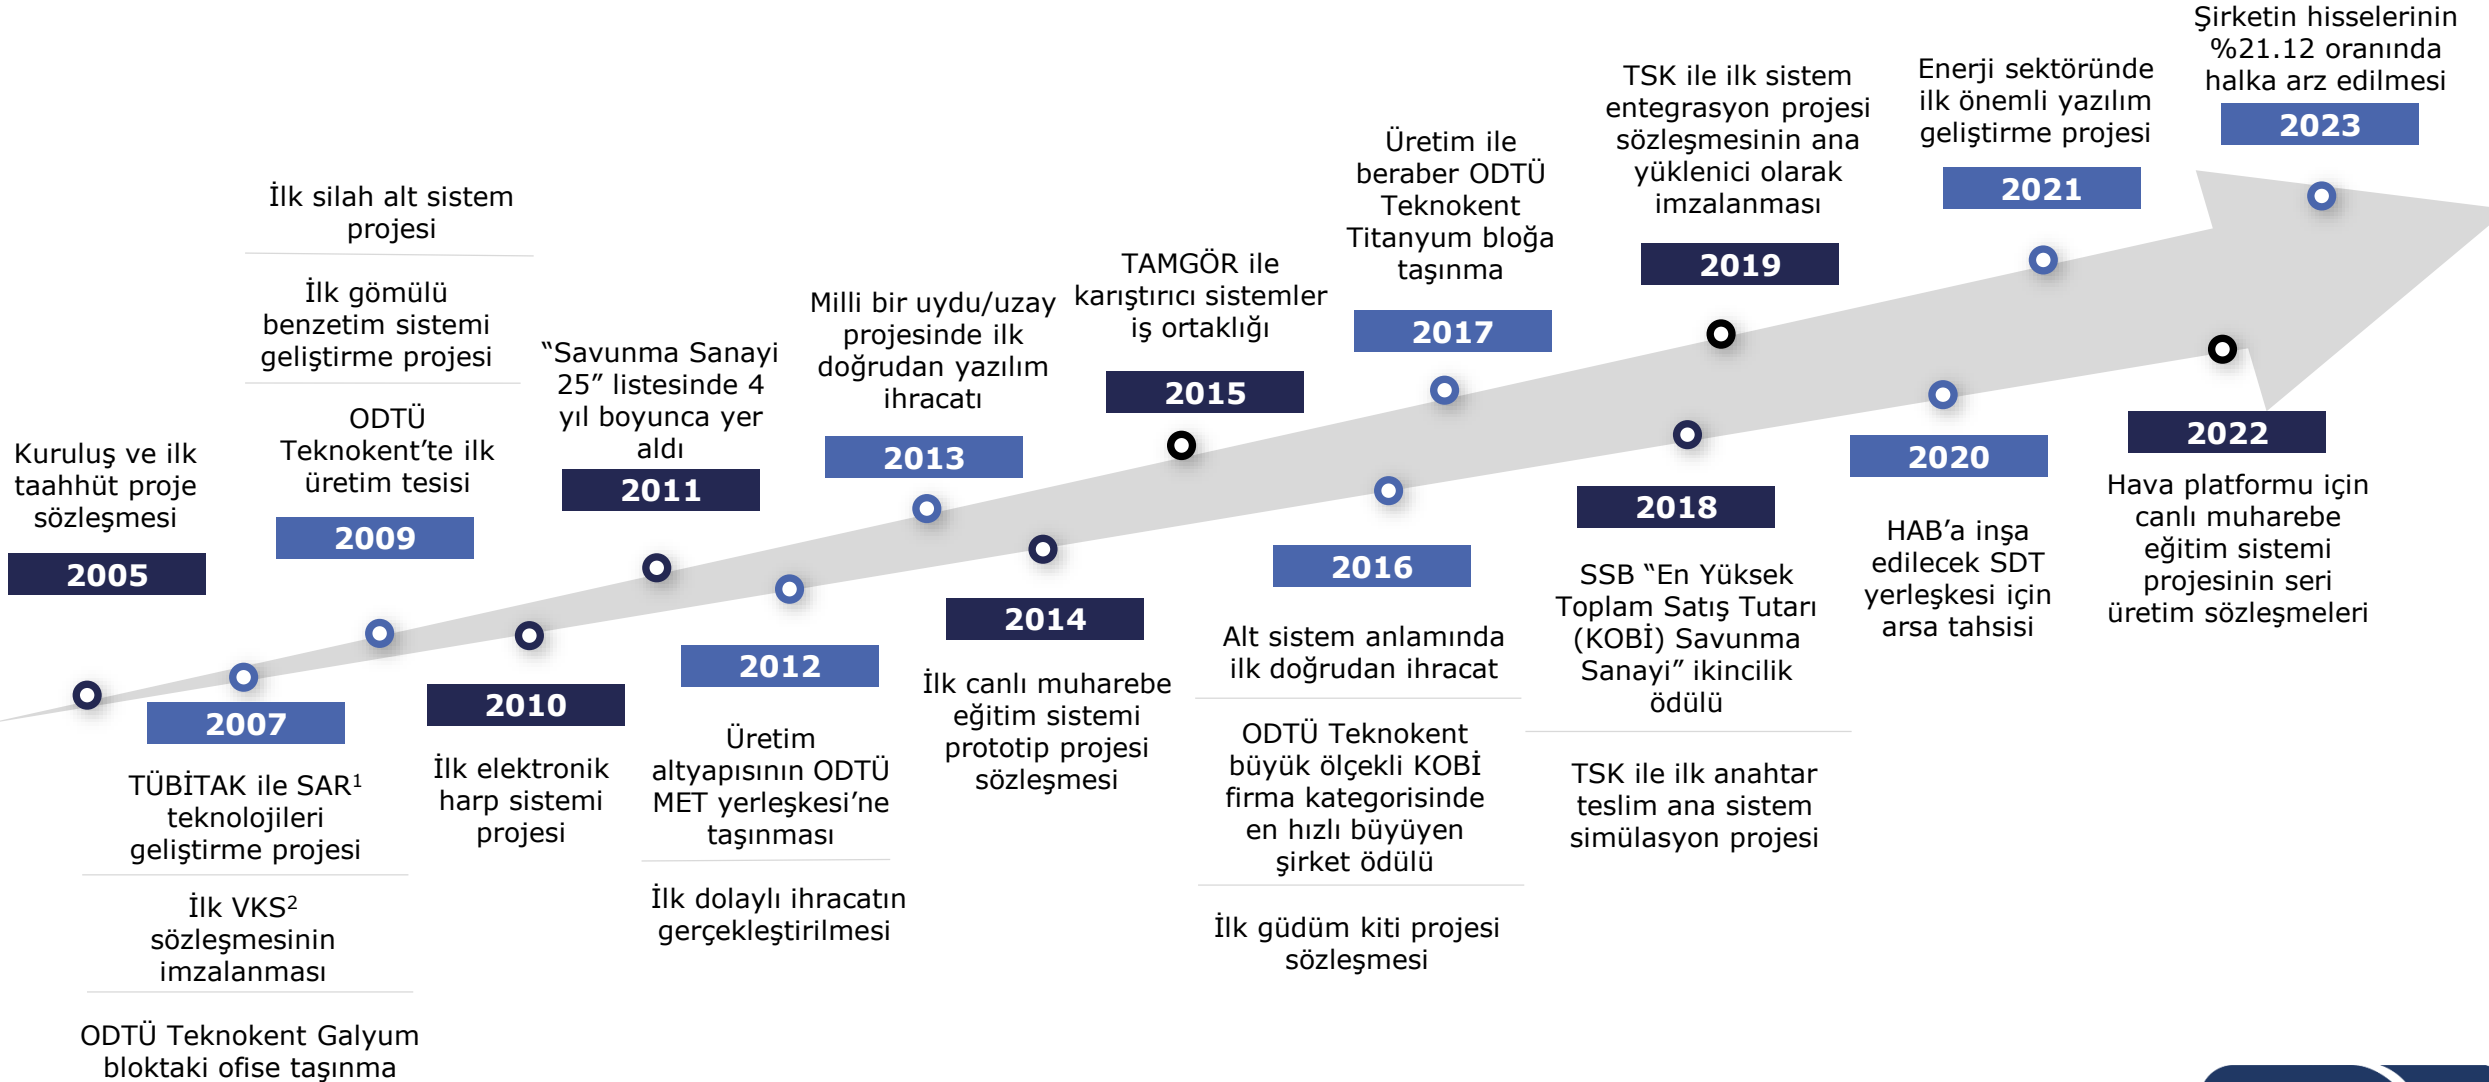 Kuruluş ve ilk
taahhüt proje
sözleşmesi
2005
2007
TÜBİTAK ile SAR¹
teknolojileri
geliştirme projesi
İlk VKS²
sözleşmesinin
imzalanması
ODTÜ Teknokent Galyum
bloktaki ofise taşınma
İlk silah alt sistem
projesi
İlk gömülü
benzetim sistemi
geliştirme projesi
ODTÜ
Teknokent’te ilk
üretim tesisi
2009
2010
İlk elektronik
harp sistemi
projesi
“Savunma Sanayi
25” listesinde 4
yıl boyunca yer
aldı
2011
2012
Üretim
altyapısının ODTÜ
MET yerleşkesi’ne
taşınması
İlk dolaylı ihracatın
gerçekleştirilmesi
Milli bir uydu/uzay
projesinde ilk
doğrudan yazılım
ihracatı
2013
2014
İlk canlı muharebe
eğitim sistemi
prototip projesi
sözleşmesi
TAMGÖR ile
karıştırıcı sistemler
iş ortaklığı
2015
2016
Alt sistem anlamında
ilk doğrudan ihracat
ODTÜ Teknokent
büyük ölçekli KOBİ
firma kategorisinde
en hızlı büyüyen
şirket ödülü
İlk güdüm kiti projesi
sözleşmesi
Üretim ile
beraber ODTÜ
Teknokent
Titanyum bloğa
taşınma
2017
2018
SSB “En Yüksek
Toplam Satış Tutarı
(KOBİ) Savunma
Sanayi” ikincilik
ödülü
TSK ile ilk anahtar
teslim ana sistem
simülasyon projesi
TSK ile ilk sistem
entegrasyon projesi
sözleşmesinin ana
yüklenici olarak
imzalanması
2019
2020
HAB’a inşa
edilecek SDT
yerleşkesi için
arsa tahsisi
Enerji sektöründe
ilk önemli yazılım
geliştirme projesi
2021
2022
Hava platformu için
canlı muharebe
eğitim sistemi
projesinin seri
üretim sözleşmeleri
Şirketin hisselerinin
%21.12 oranında
halka arz edilmesi
2023